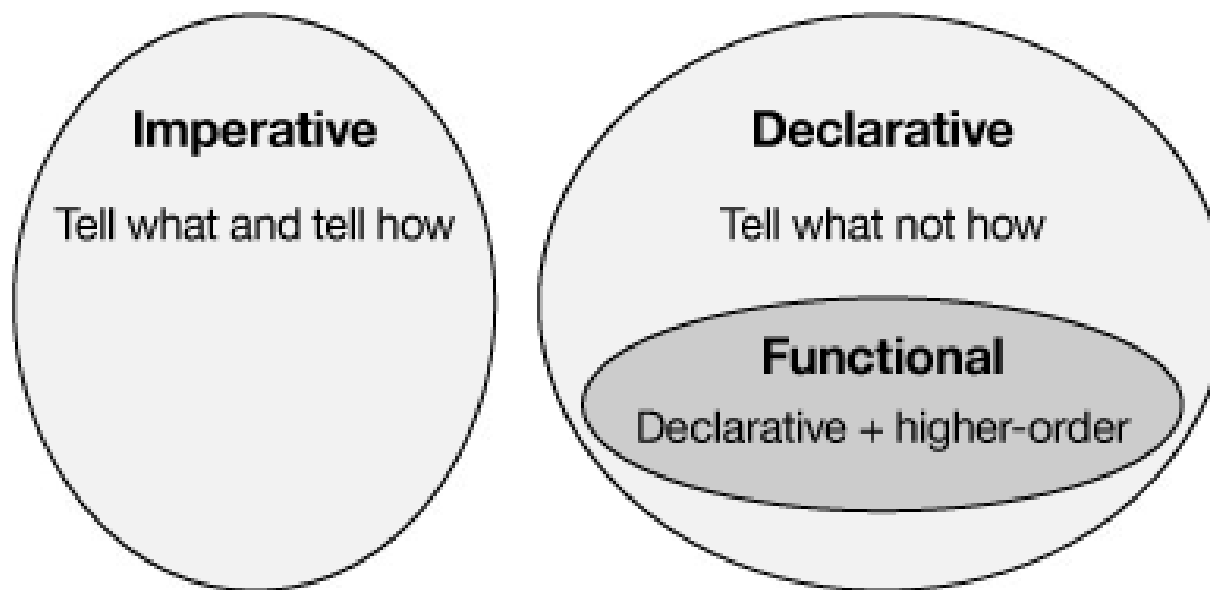 Imperative
Tell what and tell how
Declarative
Tell what not how
Functional
Declarative + higher-order